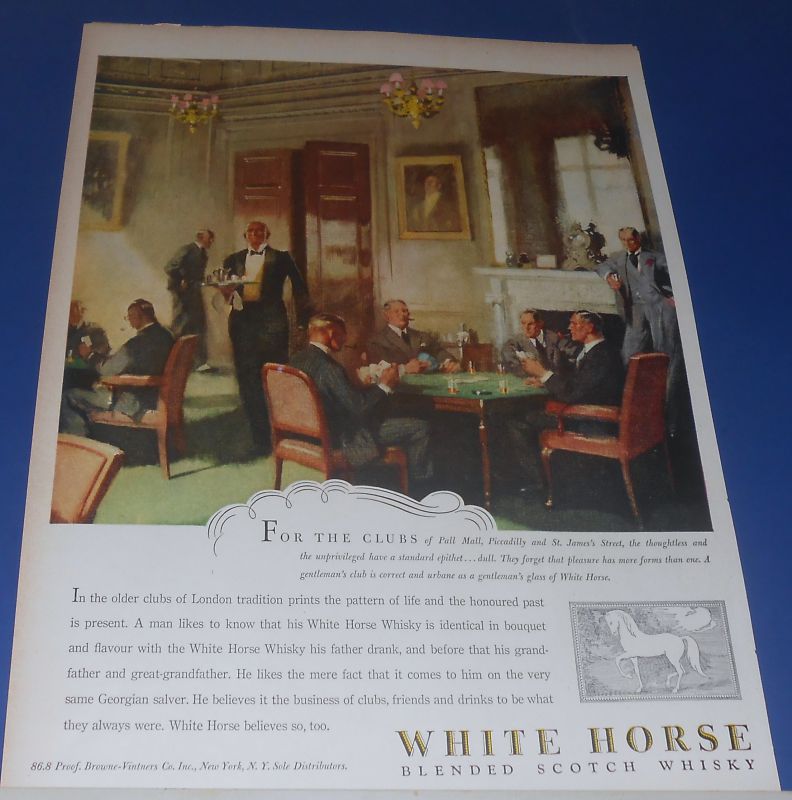 FOR THE CLUBS of Pall Mall, Piccadilly and St. James's Street, the thoughtless and
the unprivileged have a standard epithet...dull. They forget that pleasure has more forms than one. A
gentleman's club is correct and urbane as a gentleman's glass of White Horse.
In the older clubs of London tradition prints the pattern of life and the honoured past
is present. A man likes to know that his White Horse Whisky is identical in bouquet
and flavour with the White Horse Whisky his father drank, and before that his grand-
father and great-grandfather. He likes the mere fact that it comes to him on the very
same Georgian salver. He believes it the business of clubs, friends and drinks to be what
they always were. White Horse believes so, too.
WHITE HORSE
BLENDED SCOTCH WHISKY
86.8 Proof. Browne-Vintners Co. Inc., New York, N. Y. Sole Distributors.